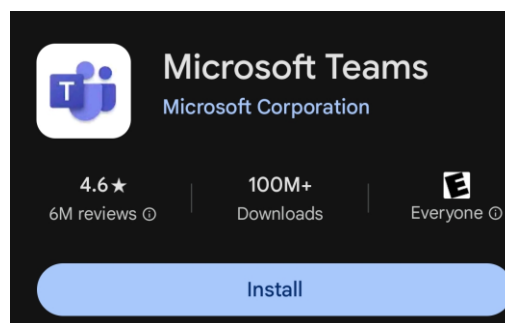 T
Microsoft Teams
Microsoft Corporation
4.6★
100M+
E
6M reviews
Downloads
Everyone
Install